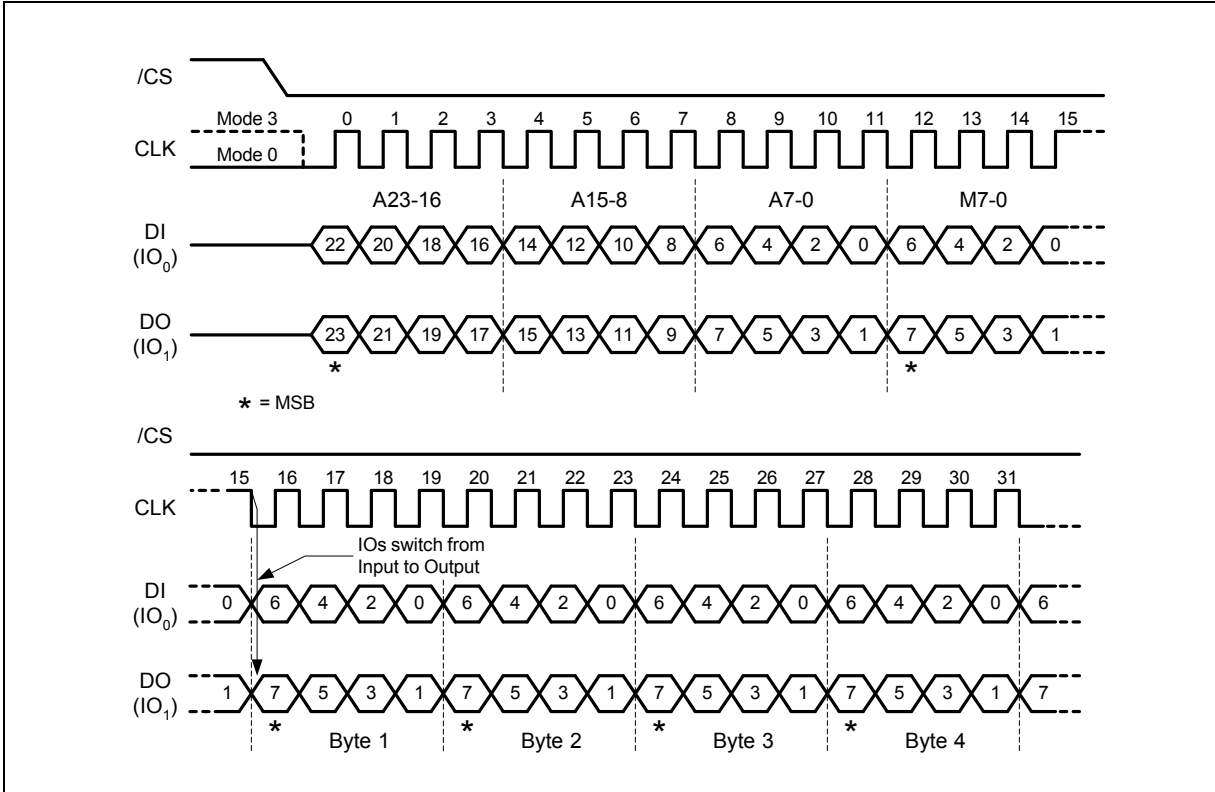 /CS
Mode 3 0 1 2 3 4 5 6 7 8 9 10 11 12 13 14 15
CLK
Mode 0
A23-16 A15-8 A7-0 M7-0
DI
(IO0) 22 20 18 16 14 12 10 8 6 4 2 0 6 4 2 0
DO
(IO1) 23 21 19 17 15 13 11 9 7 5 3 1 7 5 3 1
* *
* = MSB
/CS
15 16 17 18 19 20 21 22 23 24 25 26 27 28 29 30 31
CLK
IOs switch from
Input to Output
DI
(IO0) 0 6 4 2 0 6 4 2 0 6 4 2 0 6 4 2 0 6
DO
(IO1) 1 7 5 3 1 7 5 3 1 7 5 3 1 7 5 3 1 7
* * * *
Byte 1 Byte 2 Byte 3 Byte 4